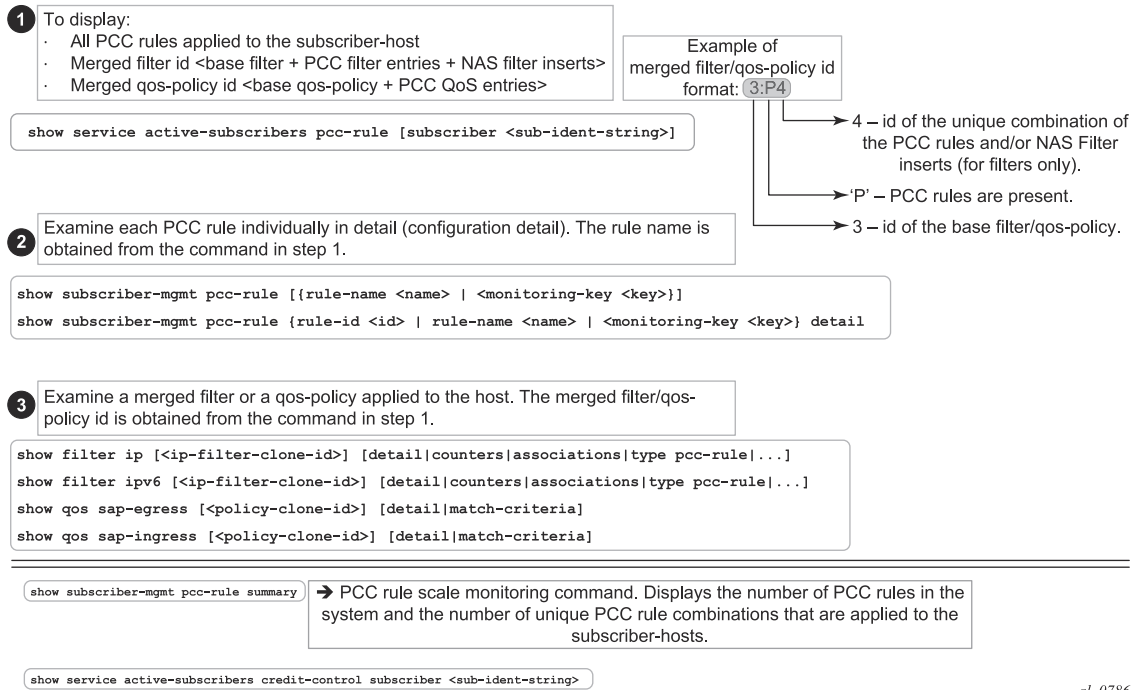 1
To display:
· All PCC rules applied to the subscriber-host
· Merged filter id <base filter + PCC filter entries + NAS filter inserts>
· Merged qos-policy id <base qos-policy + PCC QoS entries>
Example of
merged filter/qos-policy id
format: 3:P4
show service active-subscribers pcc-rule [subscriber <sub-ident-string>]
4 – id of the unique combination of
the PCC rules and/or NAS Filter
inserts (for filters only).
‘P’ – PCC rules are present.
3 – id of the base filter/qos-policy.
2
Examine each PCC rule individually in detail (configuration detail). The rule name is
obtained from the command in step 1.
show subscriber-mgmt pcc-rule [{rule-name <name> | <monitoring-key <key>}]
show subscriber-mgmt pcc-rule {rule-id <id> | rule-name <name> | <monitoring-key <key>} detail
3
Examine a merged filter or a qos-policy applied to the host. The merged filter/qos-
policy id is obtained from the command in step 1.
show filter ip [<ip-filter-clone-id>] [detail|counters|associations|type pcc-rule|...]
show filter ipv6 [<ip-filter-clone-id>] [detail|counters|associations|type pcc-rule|...]
show qos sap-egress [<policy-clone-id>] [detail|match-criteria]
show qos sap-ingress [<policy-clone-id>] [detail|match-criteria]
show subscriber-mgmt pcc-rule summary
➔ PCC rule scale monitoring command. Displays the number of PCC rules in the
system and the number of unique PCC rule combinations that are applied to the
subscriber-hosts.
show service active-subscribers credit-control subscriber <sub-ident-string>